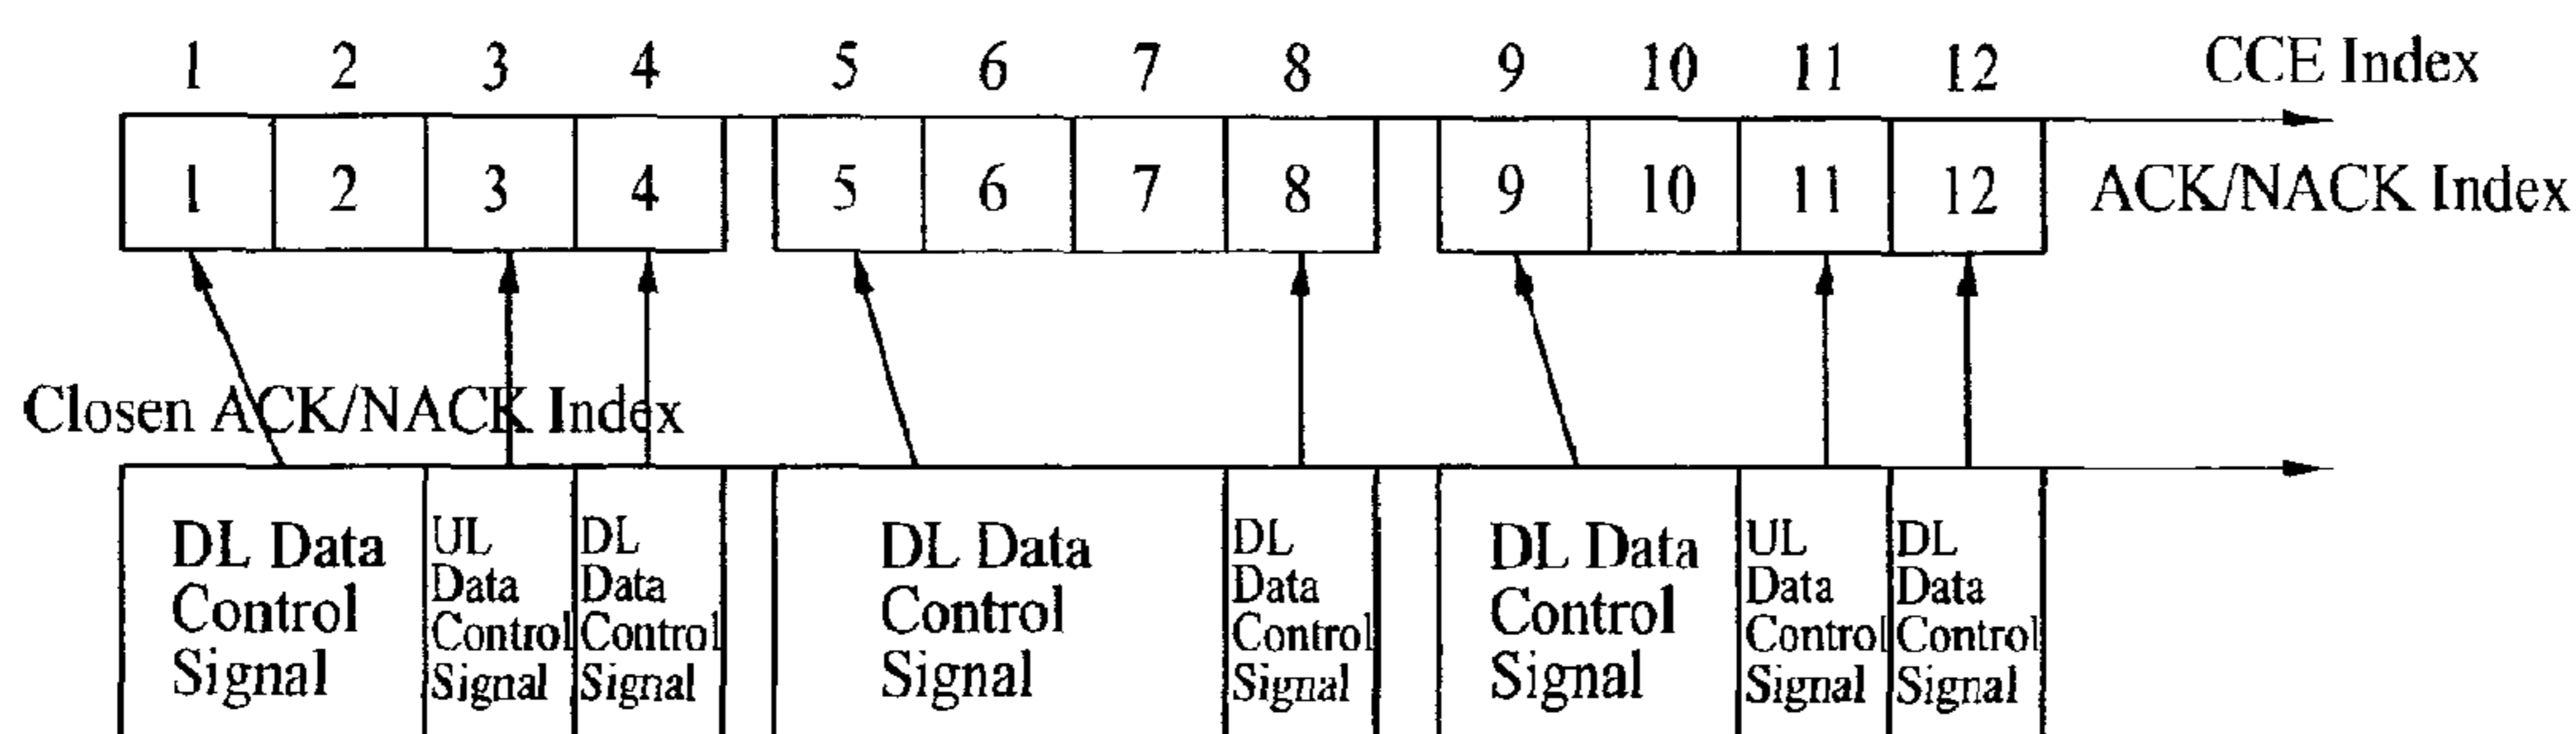 1 2 3 4 5 6 7 8 9 10 11 12 CCE Index
1 2 3 4 5 6 7 8 9 10 11 12 ACK/NACK Index
Closen ACK/NACK Index
DL Data
Control
Signal
UL
Data
Control
Signal
DL
Data
Control
Signal
DL Data
Control
Signal
DL
Data
Control
Signal
DL Data
Control
Signal
UL
Data
Control
Signal
DL
Data
Control
Signal